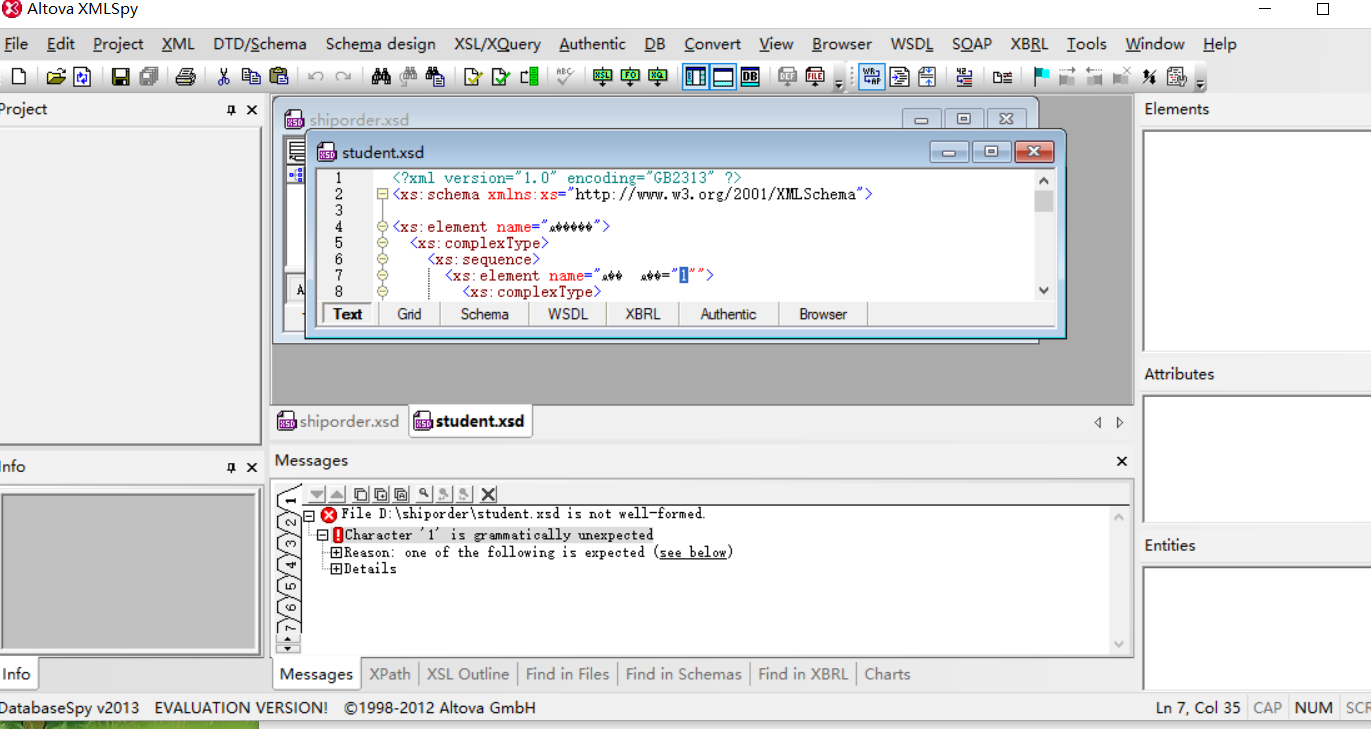 Altova XMLSpy
File Edit Project XML DTD/Schema Schema design XSL/XQuery Authentic DB Convert View Browser WSDL SOAP XBRL Tools Window Help
Project
shiporder.xsd
student.xsd
1 <?xml version="1.0" encoding="GB2313" ?>
2 <xs:schema xmlns:xs="http://www.w3.org/2001/XMLSchema">
3
4 <xs:element name=" ">
5 <xs:complexType>
6 <xs:sequence>
7 <xs:element name=" ="1"">
8 <xs:complexType>
Text Grid Schema WSDL XBRL Authentic Browser
shiporder.xsd student.xsd
Elements
Attributes
Entities
Info
Messages
1 2 3 4 5 6 7
File D:\shiporder\student.xsd is not well-formed.
Character '1' is grammatically unexpected
Reason: one of the following is expected (see below)
Details
Info
Messages XPath XSL Outline Find in Files Find in Schemas Find in XBRL Charts
DatabaseSpy v2013 EVALUATION VERSION! ©1998-2012 Altova GmbH
Ln 7, Col 35 CAP NUM SCR